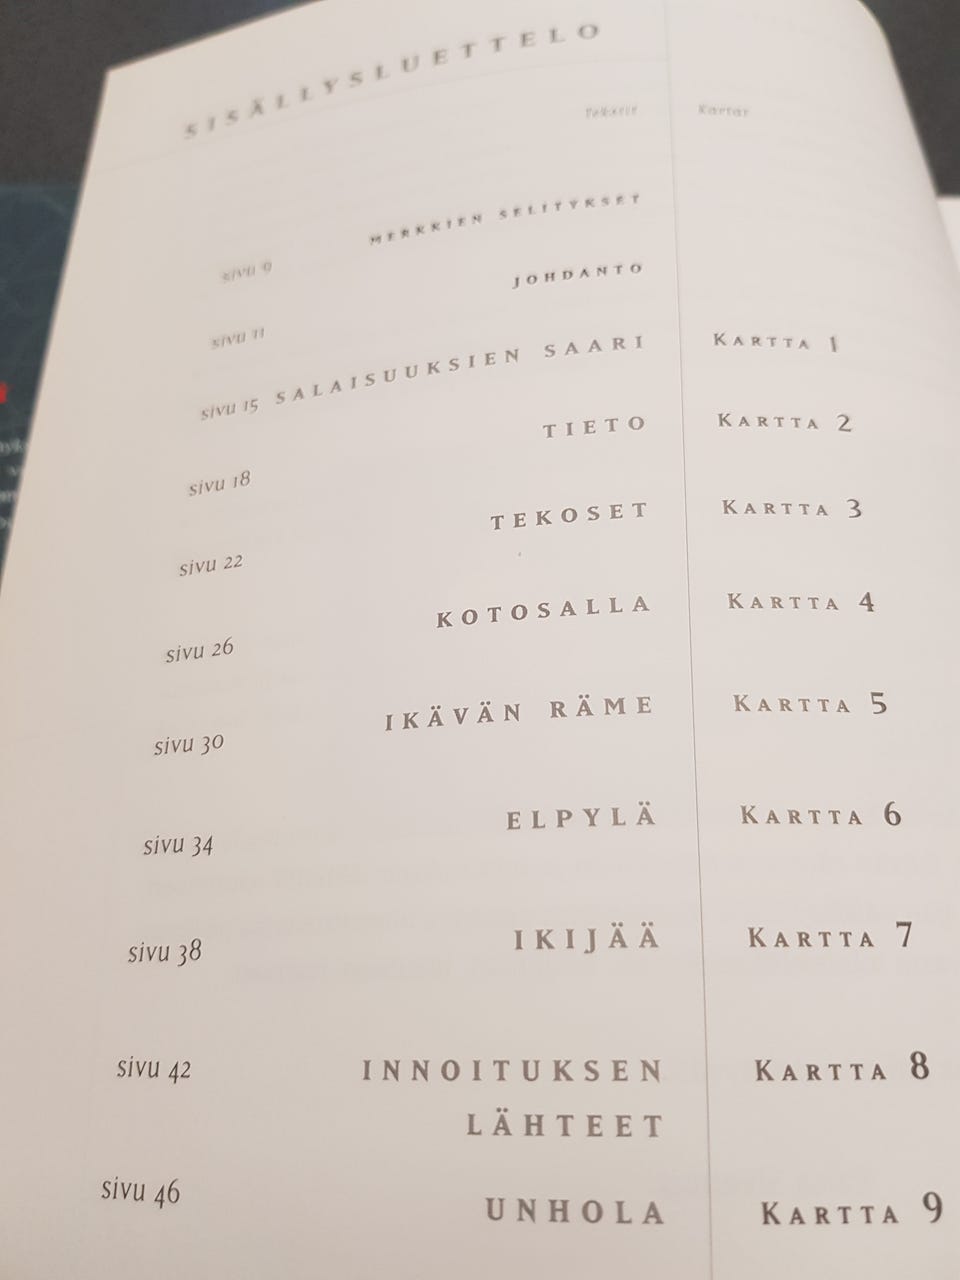 SISÄLLYSLUETTELO
Tekstit Kartat
sivu 9 MERKKIEN SELITYKSET
sivu 11 JOHDANTO
sivu 15 SALAISUUKSIEN SAARI KARTTA 1
sivu 18 TIETO KARTTA 2
sivu 22 TEKOSET KARTTA 3
sivu 26 KOTOSALLA KARTTA 4
sivu 30 IKÄVÄN RÄME KARTTA 5
sivu 34 ELPYLÄ KARTTA 6
sivu 38 IKIJÄÄ KARTTA 7
sivu 42 INNOITUKSEN KARTTA 8
LÄHTEET
sivu 46 UNHOLA KARTTA 9